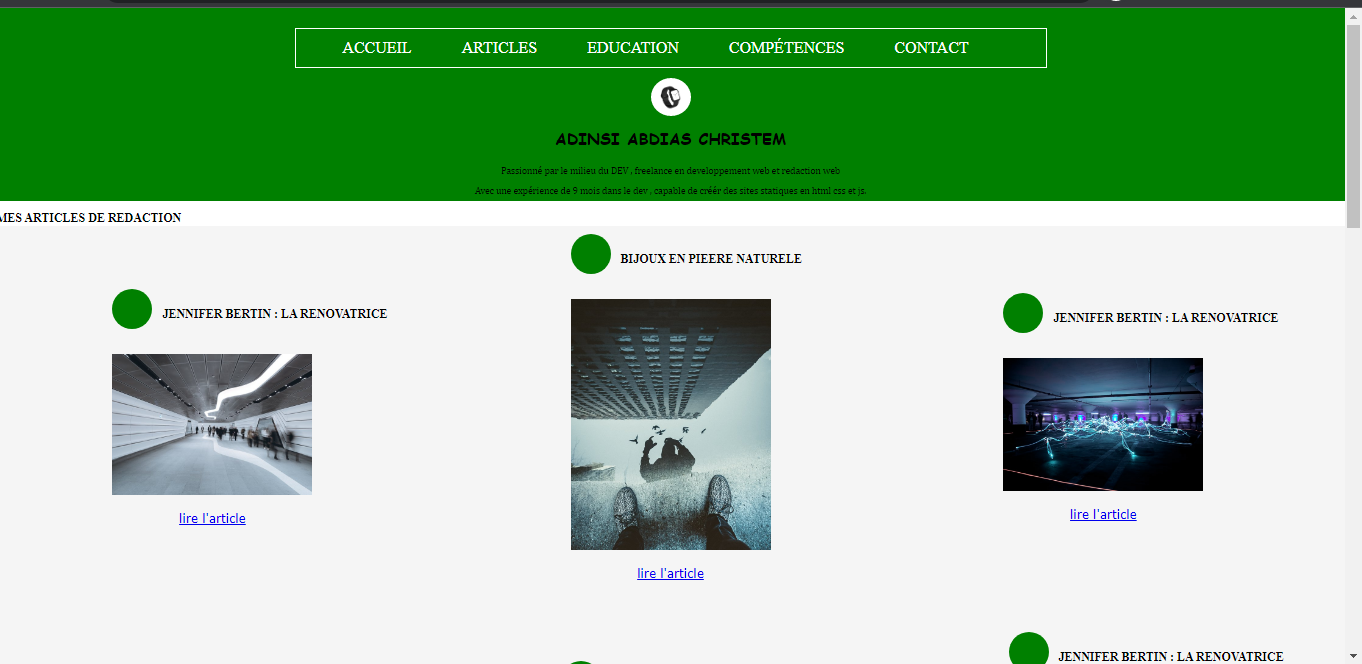 ACCUEIL ARTICLES EDUCATION COMPÉTENCES CONTACT
ADINSI ABDIAS CHRISTEM
Passionné par le milieu du DEV , freelance en developpement web et redaction web
Avec une expérience de 9 mois dans le dev , capable de créér des sites statiques en html css et js.
MES ARTICLES DE REDACTION
BIJOUX EN PIEERE NATURELE
JENNIFER BERTIN : LA RENOVATRICE
JENNIFER BERTIN : LA RENOVATRICE
lire l'article
lire l'article
lire l'article
JENNIFER BERTIN : LA RENOVATRICE